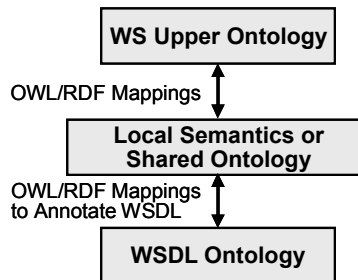 WS Upper Ontology
OWL/RDF Mappings
Local Semantics or
Shared Ontology
OWL/RDF Mappings
to Annotate WSDL
WSDL Ontology